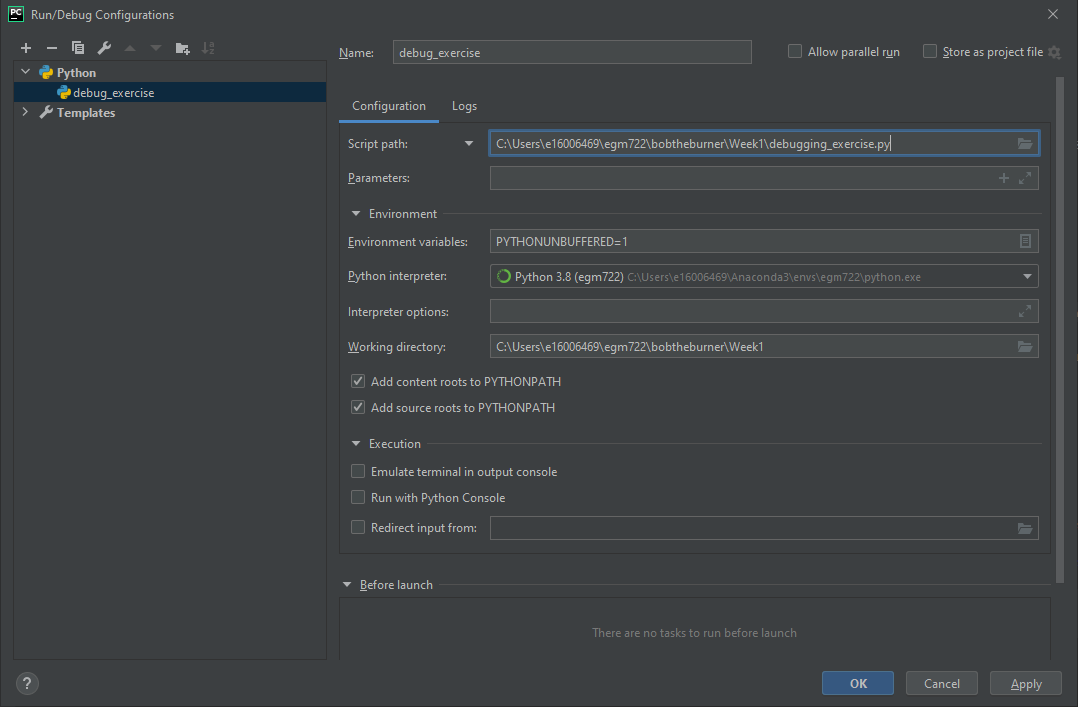 PC Run/Debug Configurations
Name: debug_exercise Allow parallel run Store as project file
Python
debug_exercise
Templates
Configuration Logs
Script path: C:\Users\e16006469\egm722\bobtheburner\Week1\debugging_exercise.py
Parameters:
Environment
Environment variables: PYTHONUNBUFFERED=1
Python interpreter: Python 3.8 (egm722) C:\Users\e16006469\Anaconda3\envs\egm722\python.exe
Interpreter options:
Working directory: C:\Users\e16006469\egm722\bobtheburner\Week1
Add content roots to PYTHONPATH
Add source roots to PYTHONPATH
Execution
Emulate terminal in output console
Run with Python Console
Redirect input from:
Before launch
There are no tasks to run before launch
? OK Cancel Apply